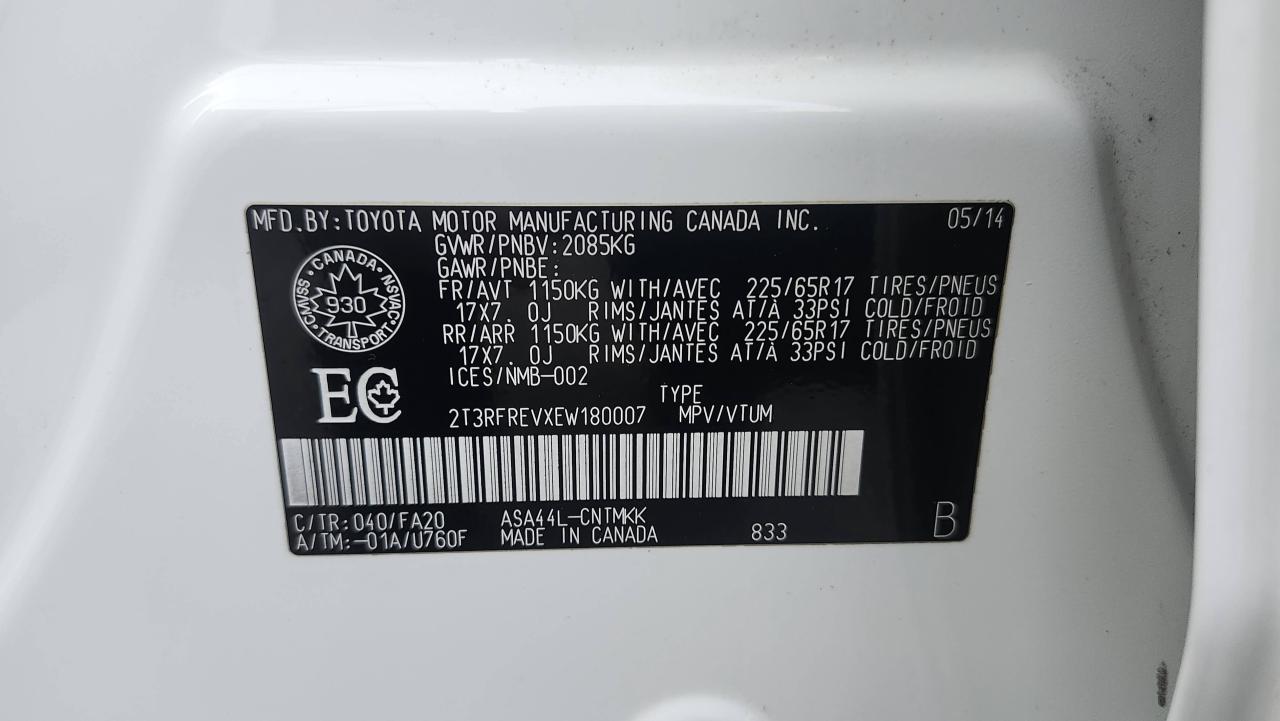 MFD.BY:TOYOTA MOTOR MANUFACTURING CANADA INC. 05/14
GVWR/PNBV:2085KG
GAWR/PNBE:
FR/AVT 1150KG WITH/AVEC 225/65R17 TIRES/PNEUS
17X7.0J RIMS/JANTES AT/À 33PSI COLD/FROID
RR/ARR 1150KG WITH/AVEC 225/65R17 TIRES/PNEUS
17X7.0J RIMS/JANTES AT/À 33PSI COLD/FROID
CANADA
CMVSS 930 NSVAC
TRANSPORT
ICES/NMB-002
EC
TYPE
2T3RFREVXEW180007 MPV/VTUM
C/TR:040/FA20 ASA44L-CNTMKK
A/TM:-01A/U760F MADE IN CANADA 833 B